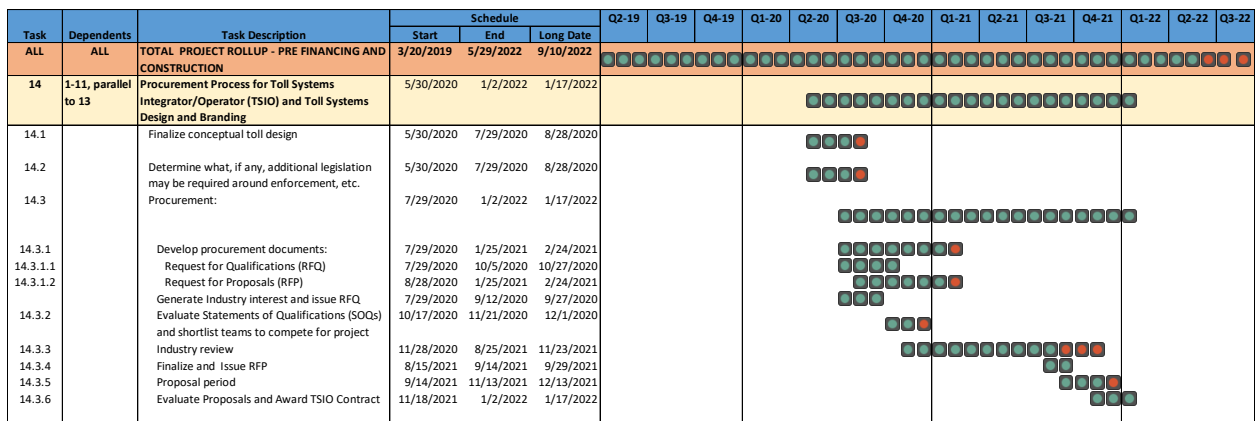 Schedule Q2-19 Q3-19 Q4-19 Q1-20 Q2-20 Q3-20 Q4-20 Q1-21 Q2-21 Q3-21 Q4-21 Q1-22 Q2-22 Q3-22
Task Dependents Task Description Start End Long Date
ALL ALL TOTAL PROJECT ROLLUP - PRE FINANCING AND 3/20/2019 5/29/2022 9/10/2022
CONSTRUCTION
14 1-11, parallel Procurement Process for Toll Systems 5/30/2020 1/2/2022 1/17/2022
to 13 Integrator/Operator (TSIO) and Toll Systems
Design and Branding
14.1 Finalize conceptual toll design 5/30/2020 7/29/2020 8/28/2020
14.2 Determine what, if any, additional legislation 5/30/2020 7/29/2020 8/28/2020
may be required around enforcement, etc.
14.3 Procurement: 7/29/2020 1/2/2022 1/17/2022
14.3.1 Develop procurement documents: 7/29/2020 1/25/2021 2/24/2021
14.3.1.1 Request for Qualifications (RFQ) 7/29/2020 10/5/2020 10/27/2020
14.3.1.2 Request for Proposals (RFP) 8/28/2020 1/25/2021 2/24/2021
Generate Industry interest and issue RFQ 7/29/2020 9/12/2020 9/27/2020
14.3.2 Evaluate Statements of Qualifications (SOQs) 10/17/2020 11/21/2020 12/1/2020
and shortlist teams to compete for project
14.3.3 Industry review 11/28/2020 8/25/2021 11/23/2021
14.3.4 Finalize and Issue RFP 8/15/2021 9/14/2021 9/29/2021
14.3.5 Proposal period 9/14/2021 11/13/2021 12/13/2021
14.3.6 Evaluate Proposals and Award TSIO Contract 11/18/2021 1/2/2022 1/17/2022